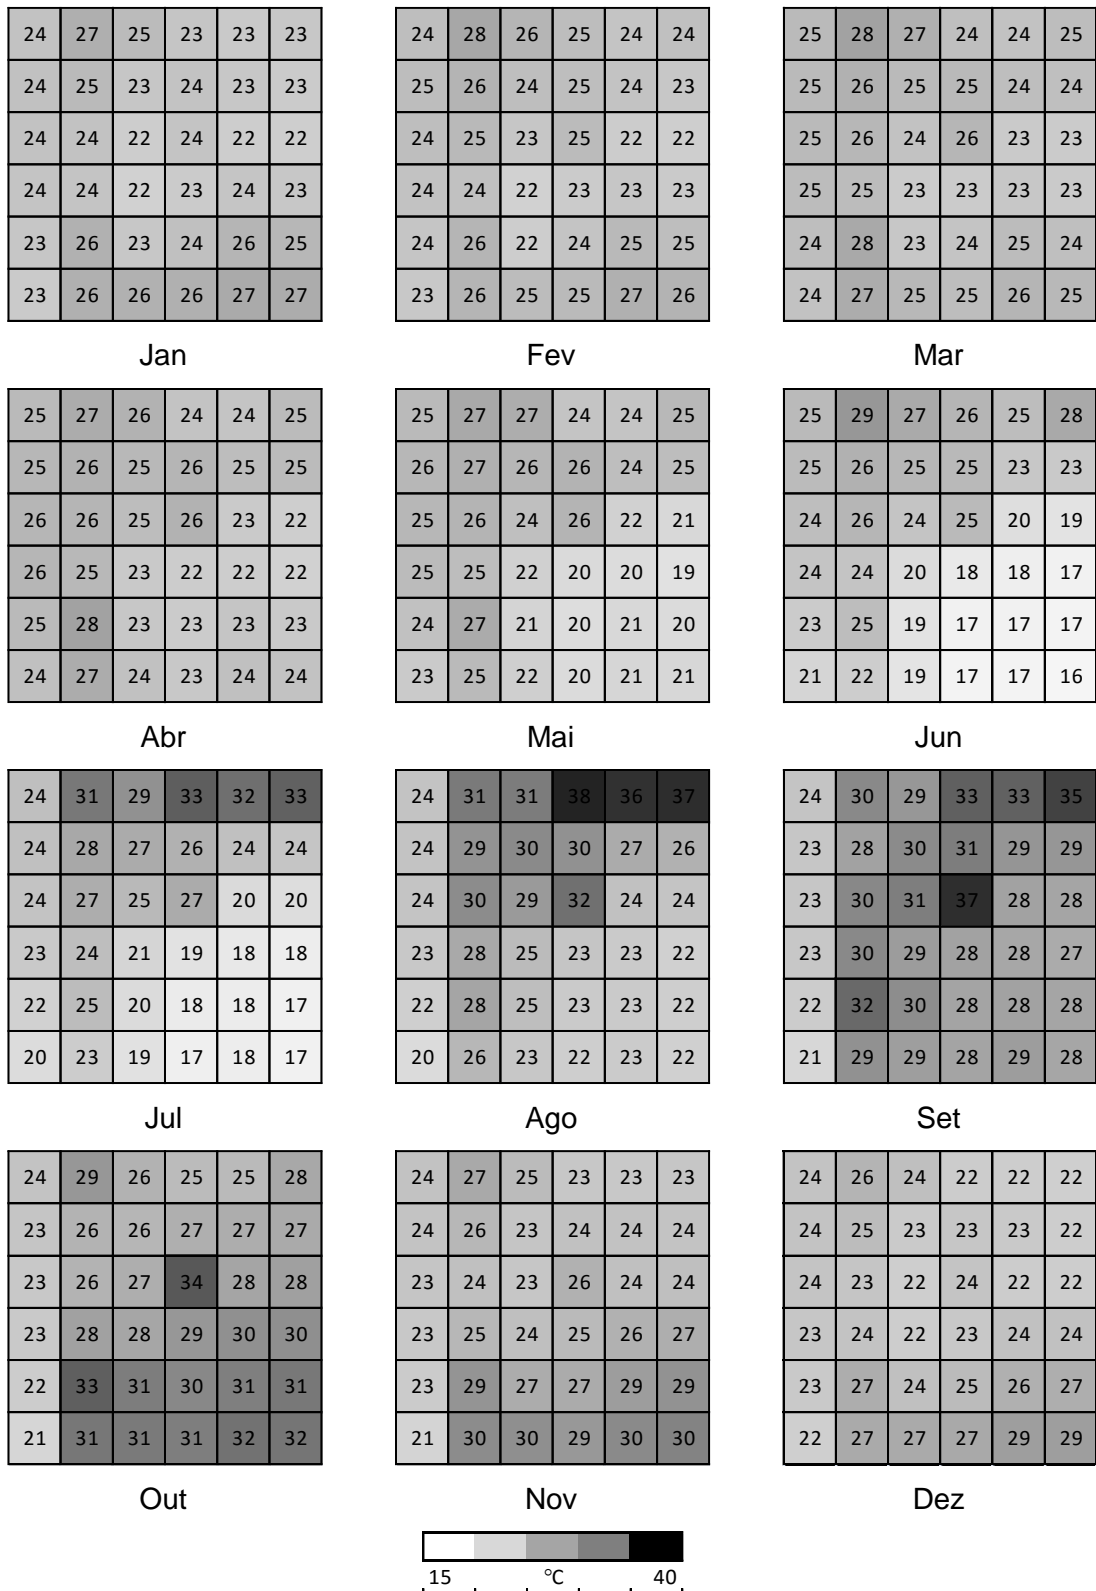 24 27 25 23 23 23 24 28 26 25 24 24 25 28 27 24 24 25
24 25 23 24 23 23 25 26 24 25 24 23 25 26 25 25 24 24
24 24 22 24 22 22 24 25 23 25 22 22 25 26 24 26 23 23
24 24 22 23 24 23 24 24 22 23 23 23 25 25 23 23 23 23
23 26 23 24 26 25 24 26 22 24 25 25 24 28 23 24 25 24
23 26 26 26 27 27 23 26 25 25 27 26 24 27 25 25 26 25
Jan Fev Mar
25 27 26 24 24 25 25 27 27 24 24 25 25 29 27 26 25 28
25 26 25 26 25 25 26 27 26 26 24 25 25 26 25 25 23 23
26 26 25 26 23 22 25 26 24 26 22 21 24 26 24 25 20 19
26 25 23 22 22 22 25 25 22 20 20 19 24 24 20 18 18 17
25 28 23 23 23 23 24 27 21 20 21 20 23 25 19 17 17 17
24 27 24 23 24 24 23 25 22 20 21 21 21 22 19 17 17 16
Abr Mai Jun
24 31 29 33 32 33 24 31 31 38 36 37 24 30 29 33 33 35
24 28 27 26 24 24 24 29 30 30 27 26 23 28 30 31 29 29
24 27 25 27 20 20 24 30 29 32 24 24 23 30 31 37 28 28
23 24 21 19 18 18 23 28 25 23 23 22 23 30 29 28 28 27
22 25 20 18 18 17 22 28 25 23 23 22 22 32 30 28 28 28
20 23 19 17 18 17 20 26 23 22 23 22 21 29 29 28 29 28
Jul Ago Set
24 29 26 25 25 28 24 27 25 23 23 23 24 26 24 22 22 22
23 26 26 27 27 27 24 26 23 24 24 24 24 25 23 23 23 22
23 26 27 34 28 28 23 24 23 26 24 24 24 23 22 24 22 22
23 28 28 29 30 30 23 25 24 25 26 27 23 24 22 23 24 24
22 33 31 30 31 31 23 29 27 27 29 29 23 27 24 25 26 27
21 31 31 31 32 32 21 30 30 29 30 30 22 27 27 27 29 29
Out Nov Dez
15 °C 40